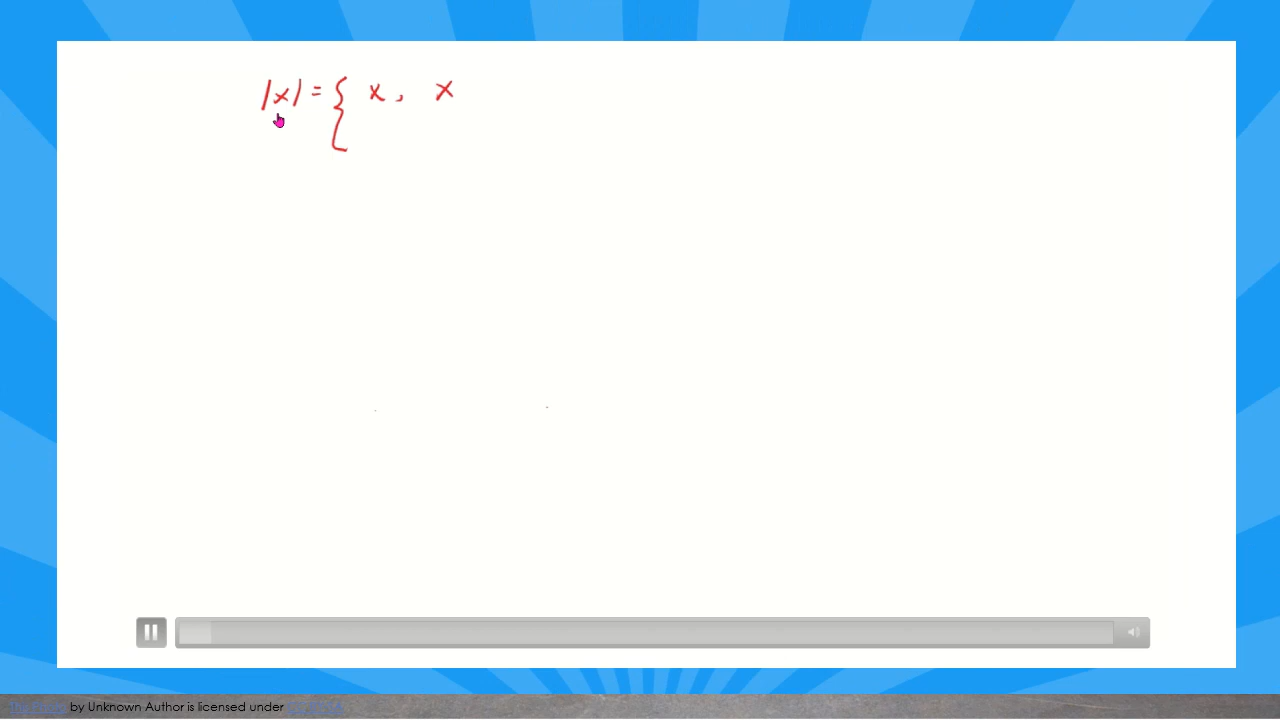 |x| = { x, x
by Unknown Author is licensed under